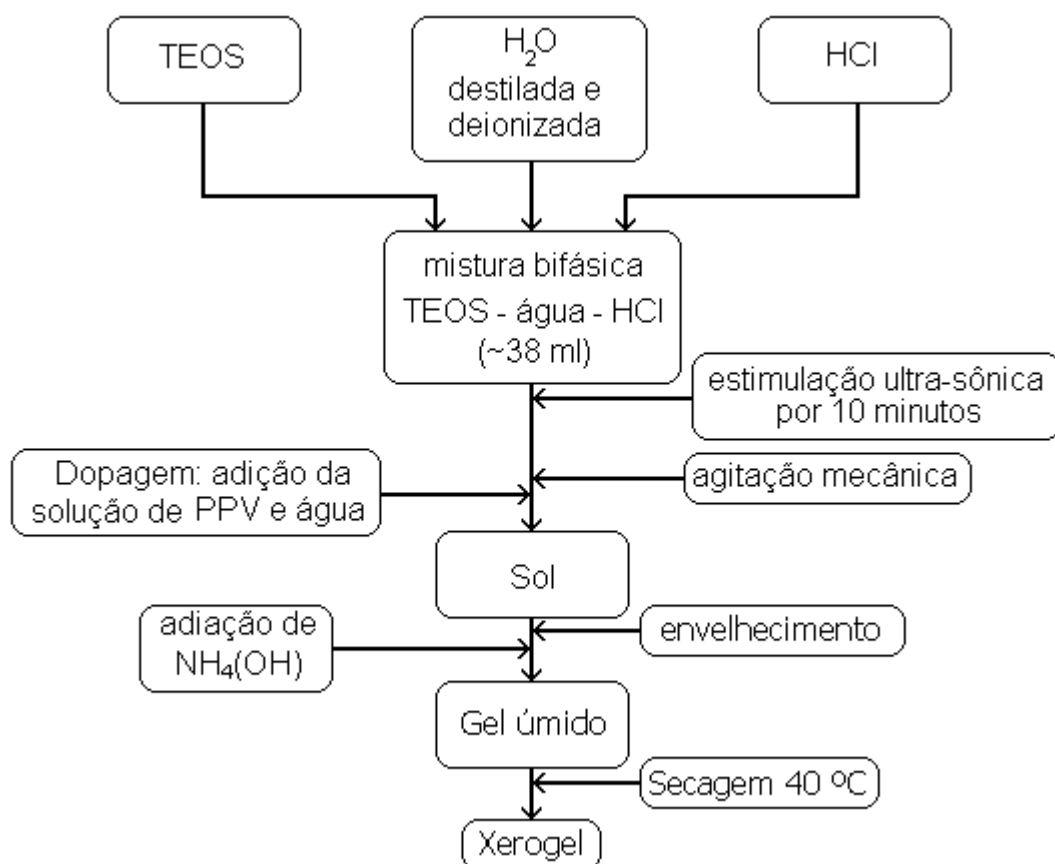 TEOS
H₂O
destilada e
deionizada
HCl
mistura bifásica
TEOS - água - HCl
(~38 ml)
estimulação ultra-sônica
por 10 minutos
agitação mecânica
Dopagem: adição da
solução de PPV e água
Sol
envelhecimento
adiação de
NH₄(OH)
Gel úmido
Secagem 40 ºC
Xerogel